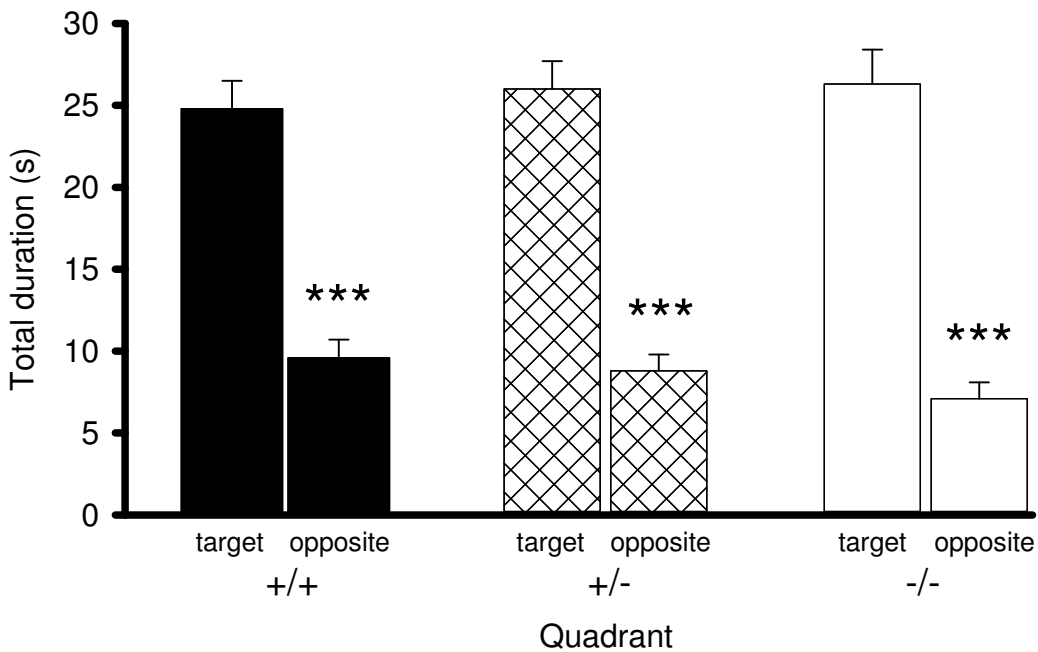 30
25
20
15
10
5
0
Total duration (s)
***
***
***
target opposite target opposite target opposite
+/+ +/- -/-
Quadrant